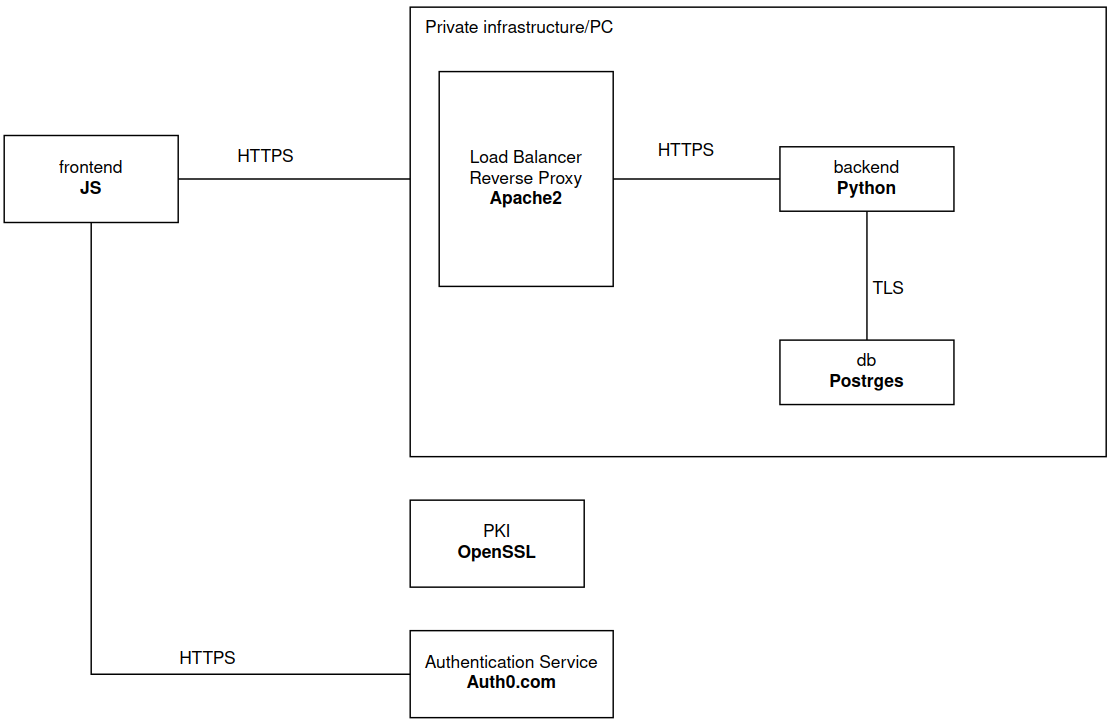 Private infrastructure/PC
frontend
JS
HTTPS
Load Balancer
Reverse Proxy
Apache2
HTTPS
backend
Python
TLS
db
Postrges
PKI
OpenSSL
HTTPS
Authentication Service
Auth0.com